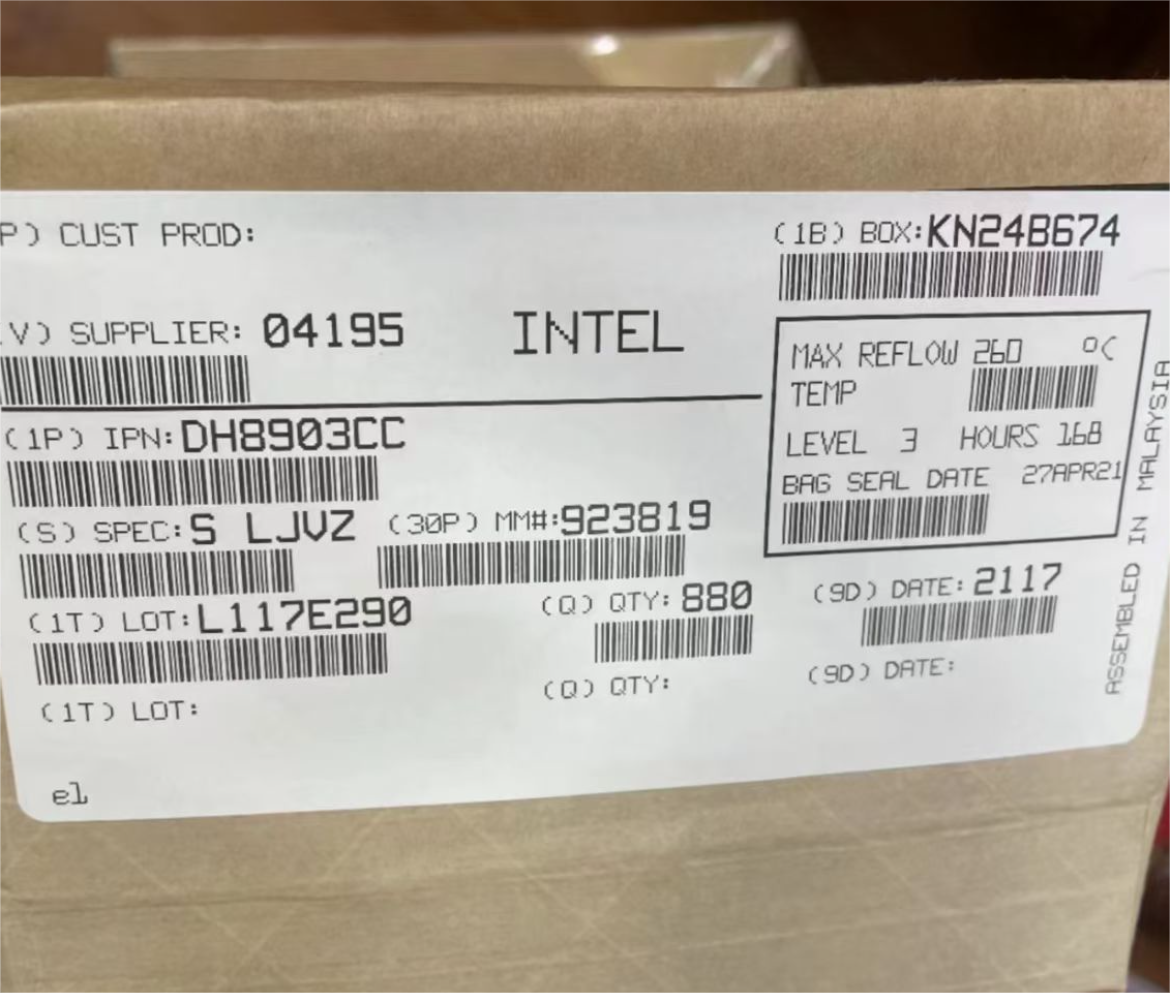 P) CUST PROD:
(1B) BOX:KN24B674
V) SUPPLIER: 04195
INTEL
MAX REFLOW 260 °C
TEMP
LEVEL 3 HOURS 168
BAG SEAL DATE 27APR21
ASSEMBLED IN MALAYSIA
(1P) IPN:DH8903CC
(S) SPEC:S LJVZ (30P) MM#:923819
(1T) LOT:L117E290 (Q) QTY: 880 (9D) DATE: 2117
(1T) LOT: (Q) QTY: (9D) DATE:
e1